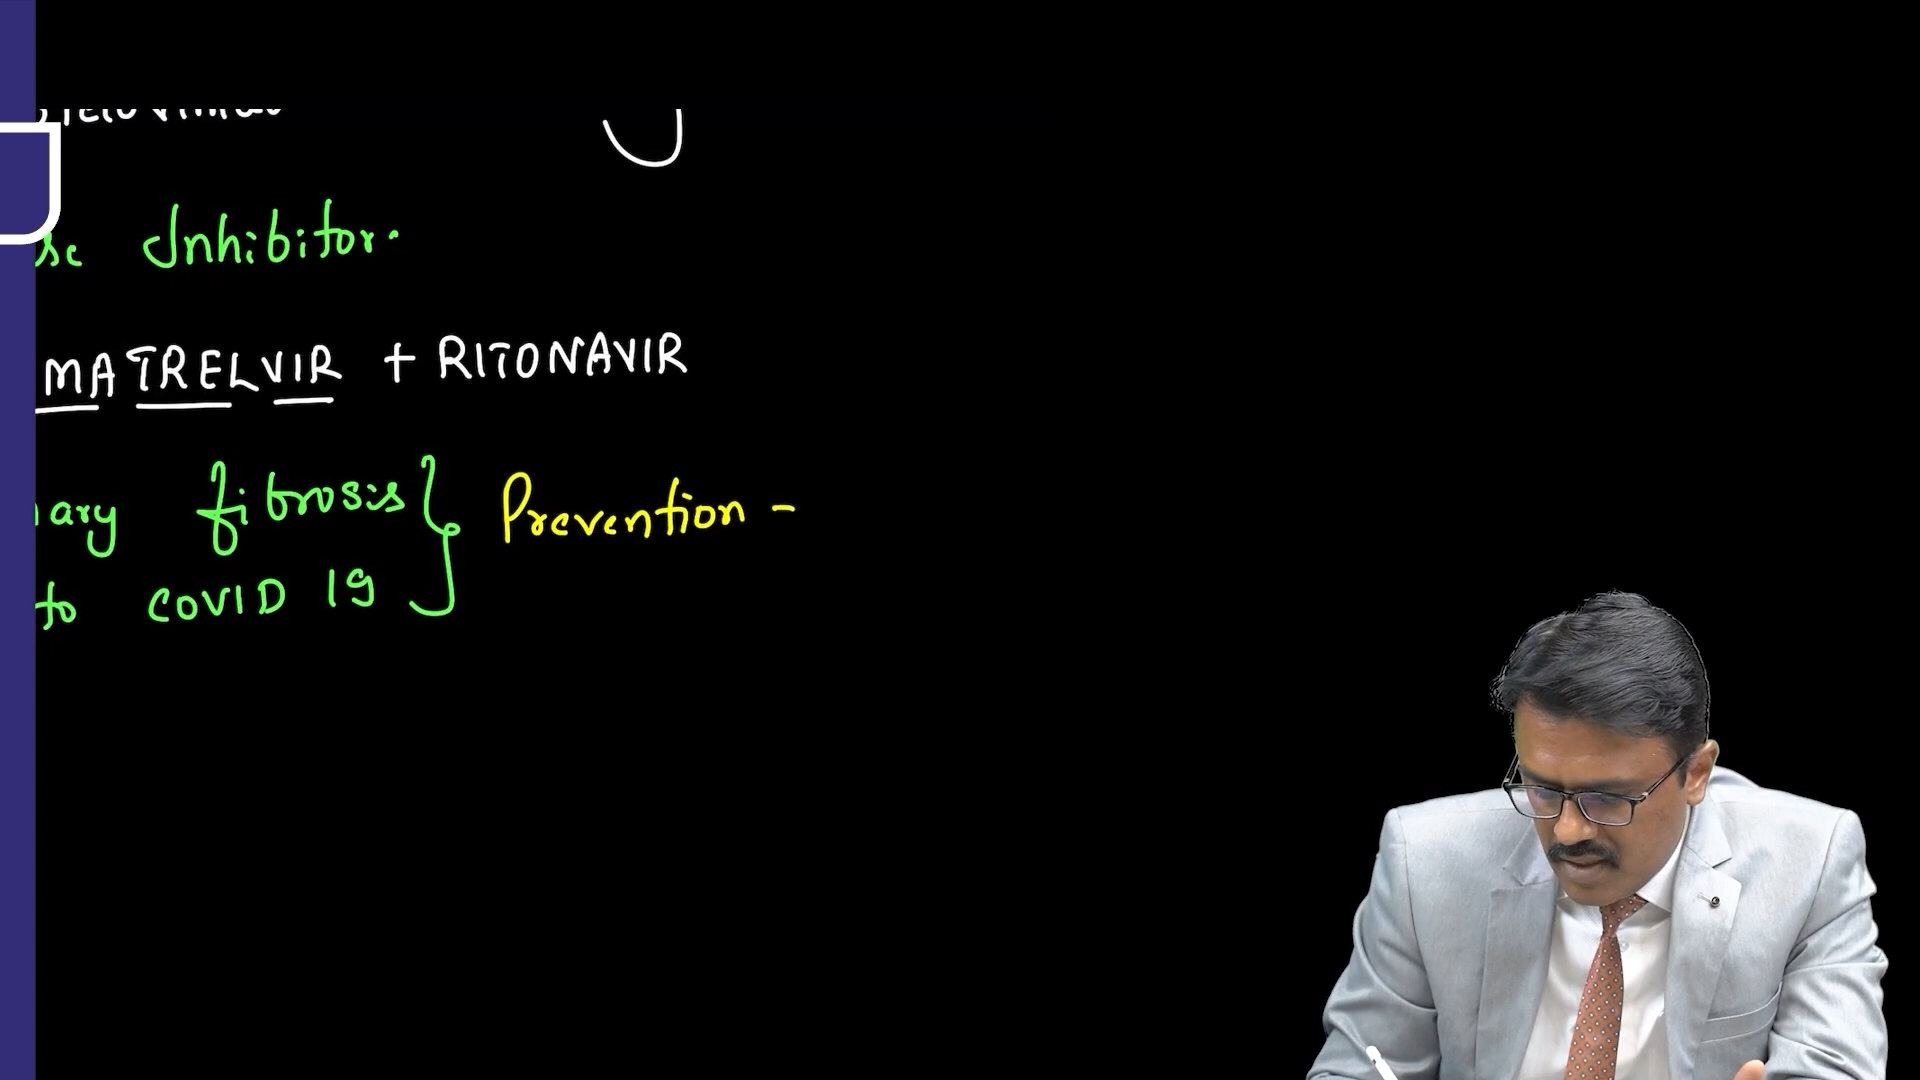 se Inhibitor.
MATRELVIR + RITONAVIR
ary fibrosis } Prevention -
to COVID 19